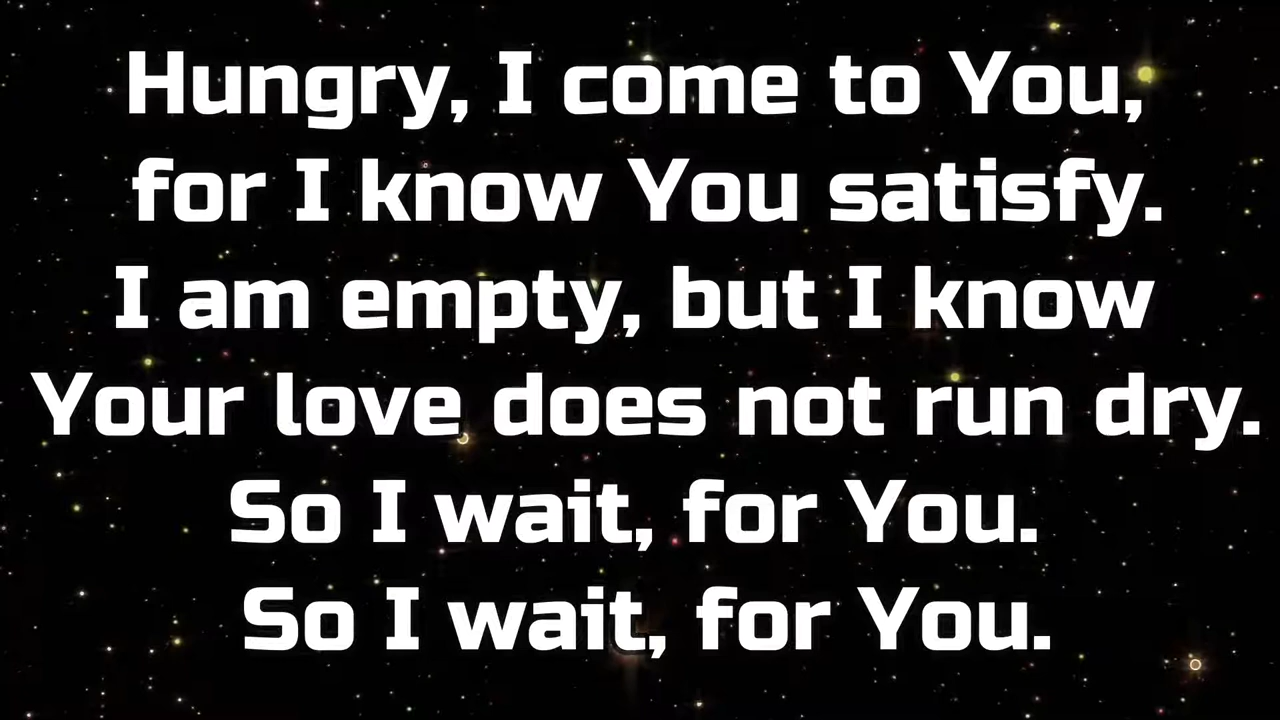 Hungry, I come to You,
for I know You satisfy.
I am empty, but I know
Your love does not run dry.
So I wait, for You.
So I wait, for You.